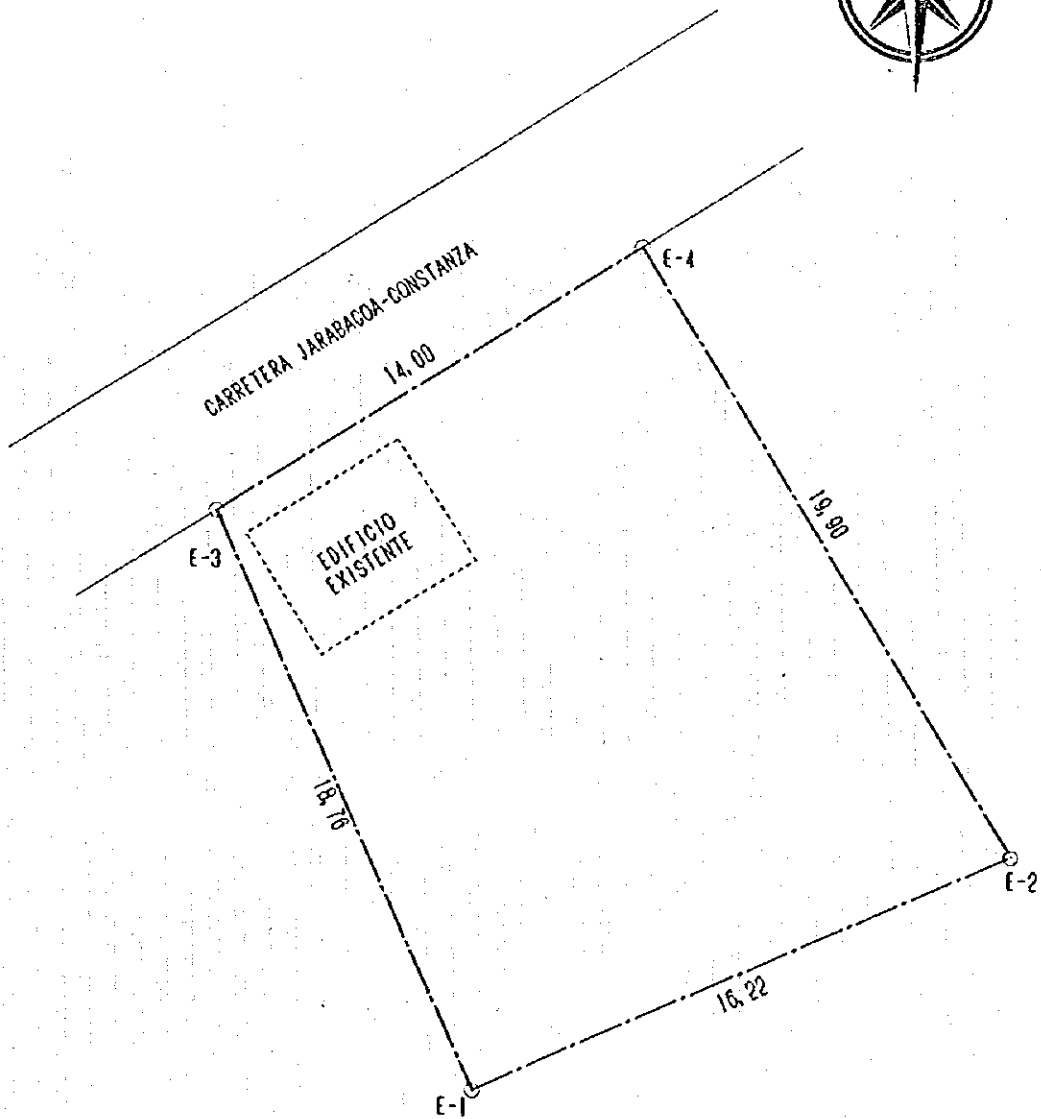 CARRETERA JARABACOA-CONSTANZA
14,00
E-4
E-3
EDIFICIO
EXISTENTE
19,90
18,76
E-2
16,22
E-1